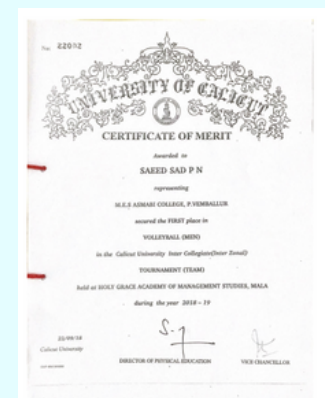 No: 22082
UNIVERSITY OF CALICUT
CERTIFICATE OF MERIT
Awarded to
SAEED SAD P N
representing
M.E.S ASMABI COLLEGE, P.VEMBALLUR
secured the FIRST place in
VOLLEYBALL (MEN)
in the Calicut University Inter Collegiate(Inter Zonal)
TOURNAMENT (TEAM)
held at HOLY GRACE ACADEMY OF MANAGEMENT STUDIES, MALA
during the year 2018 - 19
Calicut University
DIRECTOR OF PHYSICAL EDUCATION
VICE CHANCELLOR